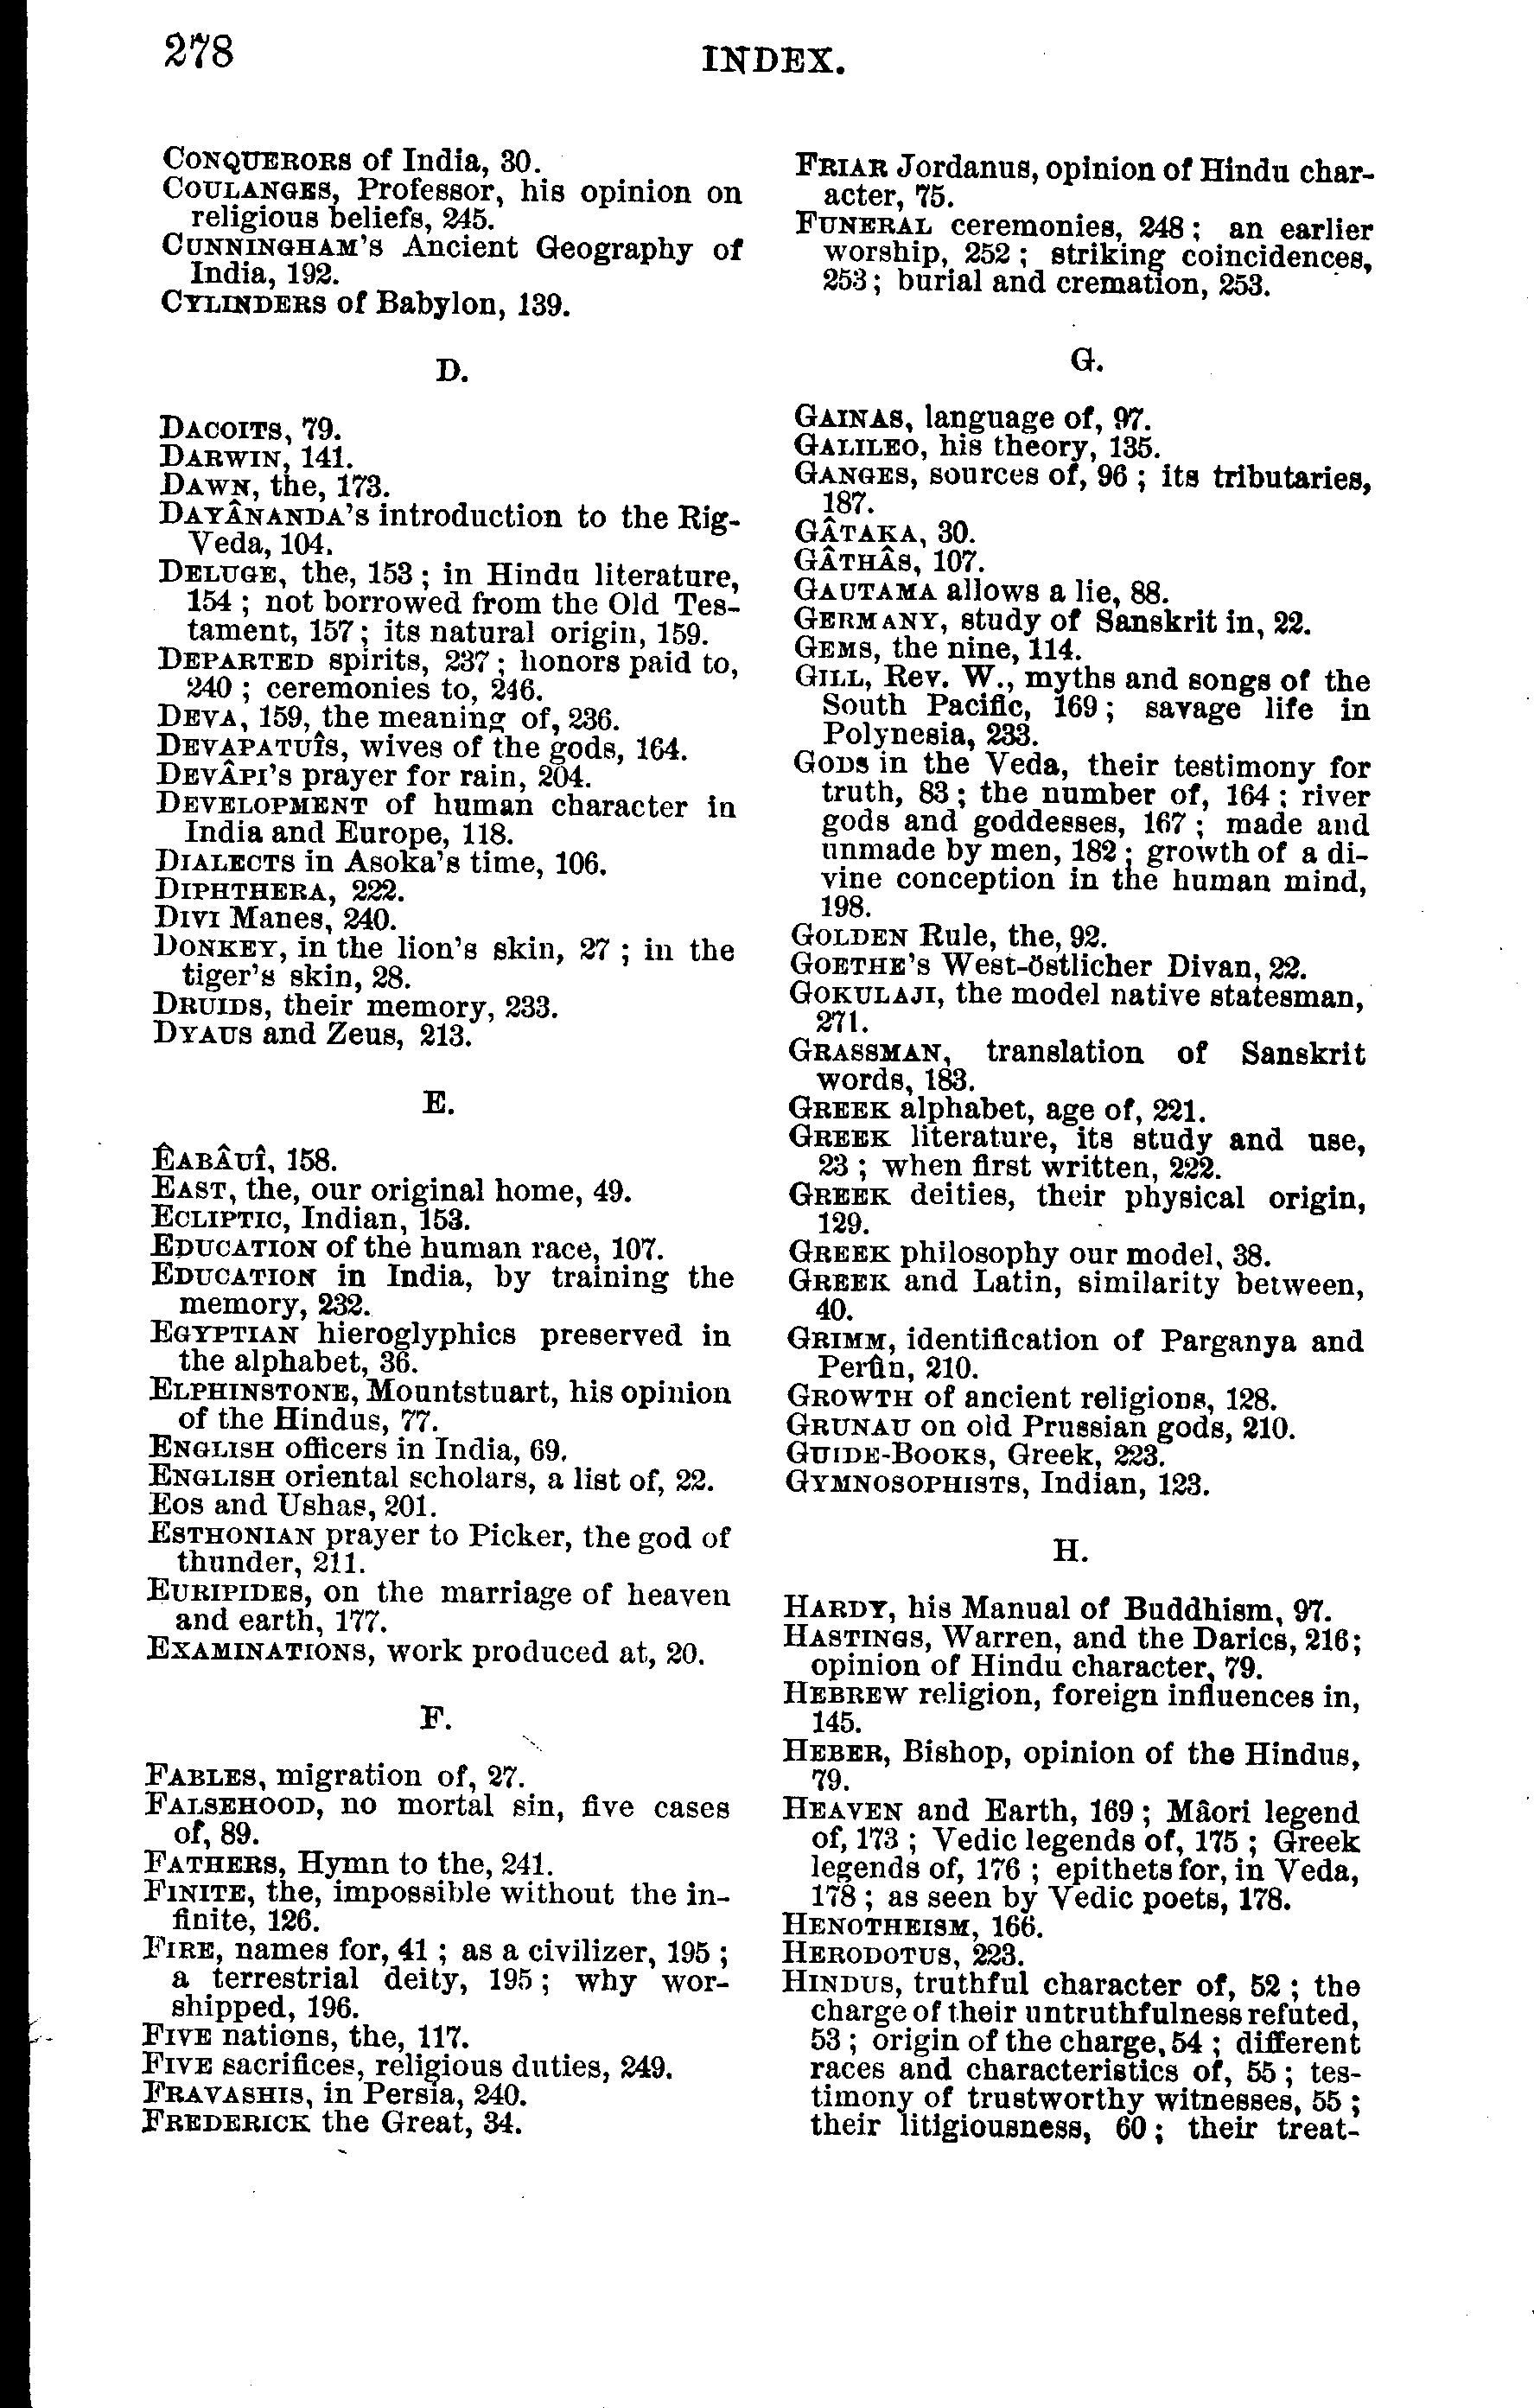 278
INDEX.
CONQUERORS of India, 30.
COULANGES, Professor, his opinion on
religious beliefs, 245.
CUNNINGHAM'S Ancient Geography of
India, 192.
CYLINDERS of Babylon, 139.
D.
DACOITS, 79.
DARWIN, 141.
DAWN, the, 173.
DAYÂNANDA'S introduction to the Rig-
Veda, 104.
DELUGE, the, 153; in Hindu literature,
154; not borrowed from the Old Tes-
tament, 157; its natural origin, 159.
DEPARTED spirits, 237; honors paid to,
240; ceremonies to, 246.
DEVA, 159, the meaning of, 236.
DEVAPATUÎS, wives of the gods, 164.
DEVÂPI'S prayer for rain, 204.
DEVELOPMENT of human character in
India and Europe, 118.
DIALECTS in Asoka's time, 106.
DIPHTHERA, 222.
DIVI Manes, 240.
DONKEY, in the lion's skin, 27; in the
tiger's skin, 28.
DRUIDS, their memory, 233.
DYAUS and Zeus, 213.
E.
ÊABÂUÎ, 158.
EAST, the, our original home, 49.
ECLIPTIC, Indian, 153.
EDUCATION of the human race, 107.
EDUCATION in India, by training the
memory, 232.
EGYPTIAN hieroglyphics preserved in
the alphabet, 36.
ELPHINSTONE, Mountstuart, his opinion
of the Hindus, 77.
ENGLISH officers in India, 69.
ENGLISH oriental scholars, a list of, 22.
EOS and Ushas, 201.
ESTHONIAN prayer to Picker, the god of
thunder, 211.
EURIPIDES, on the marriage of heaven
and earth, 177.
EXAMINATIONS, work produced at, 20.
F.
FABLES, migration of, 27.
FALSEHOOD, no mortal sin, five cases
of, 89.
FATHERS, Hymn to the, 241.
FINITE, the, impossible without the in-
finite, 126.
FIRE, names for, 41; as a civilizer, 195;
a terrestrial deity, 195; why wor-
shipped, 196.
FIVE nations, the, 117.
FIVE sacrifices, religious duties, 249.
FRAVASHIS, in Persia, 240.
FREDERICK the Great, 34.
FRIAR Jordanus, opinion of Hindu char-
acter, 75.
FUNERAL ceremonies, 248; an earlier
worship, 252; striking coincidences,
253; burial and cremation, 253.
G.
GAINAS, language of, 97.
GALILEO, his theory, 135.
GANGES, sources of, 96; its tributaries,
187.
GÂTAKA, 30.
GÂTHÂS, 107.
GAUTAMA allows a lie, 88.
GERMANY, study of Sanskrit in, 22.
GEMS, the nine, 114.
GILL, Rev. W., myths and songs of the
South Pacific, 169; savage life in
Polynesia, 233.
GODS in the Veda, their testimony for
truth, 83; the number of, 164; river
gods and goddesses, 167; made and
unmade by men, 182; growth of a di-
vine conception in the human mind,
198.
GOLDEN Rule, the, 92.
GOETHE'S West-östlicher Divan, 22.
GOKULAJI, the model native statesman,
271.
GRASSMAN, translation of Sanskrit
words, 183.
GREEK alphabet, age of, 221.
GREEK literature, its study and use,
23; when first written, 222.
GREEK deities, their physical origin,
129.
GREEK philosophy our model, 38.
GREEK and Latin, similarity between,
40.
GRIMM, identification of Parganya and
Perûn, 210.
GROWTH of ancient religions, 128.
GRUNAU on old Prussian gods, 210.
GUIDE-BOOKS, Greek, 223.
GYMNOSOPHISTS, Indian, 123.
H.
HARDY, his Manual of Buddhism, 97.
HASTINGS, Warren, and the Darics, 216;
opinion of Hindu character, 79.
HEBREW religion, foreign influences in,
145.
HEBER, Bishop, opinion of the Hindus,
79.
HEAVEN and Earth, 169; Mâori legend
of, 173; Vedic legends of, 175; Greek
legends of, 176; epithets for, in Veda,
178; as seen by Vedic poets, 178.
HENOTHEISM, 166.
HERODOTUS, 223.
HINDUS, truthful character of, 52; the
charge of their untruthfulness refuted,
53; origin of the charge, 54; different
races and characteristics of, 55; tes-
timony of trustworthy witnesses, 55;
their litigiousness, 60; their treat-